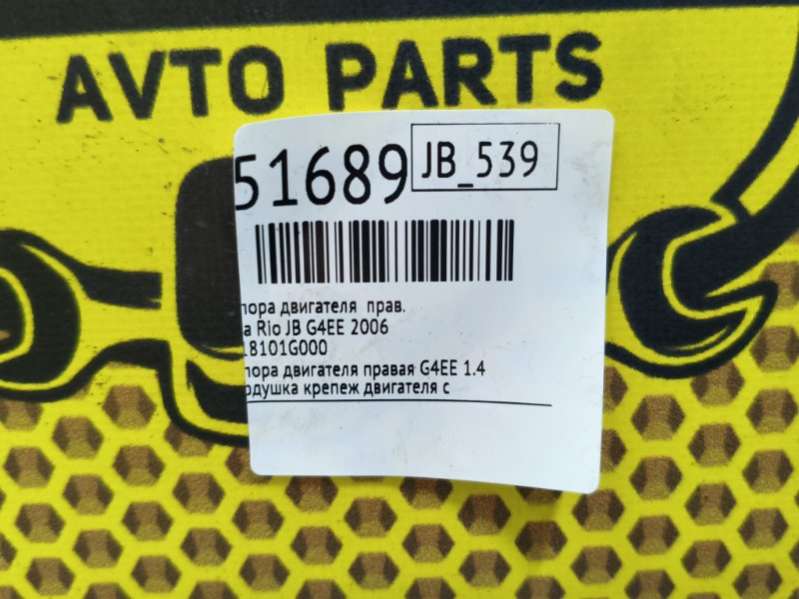 AVTO PARTS
51689 JB_539
пора двигателя прав.
а Rio JB G4EE 2006
18101G000
пора двигателя правая G4EE 1.4
одушка крепеж двигателя с